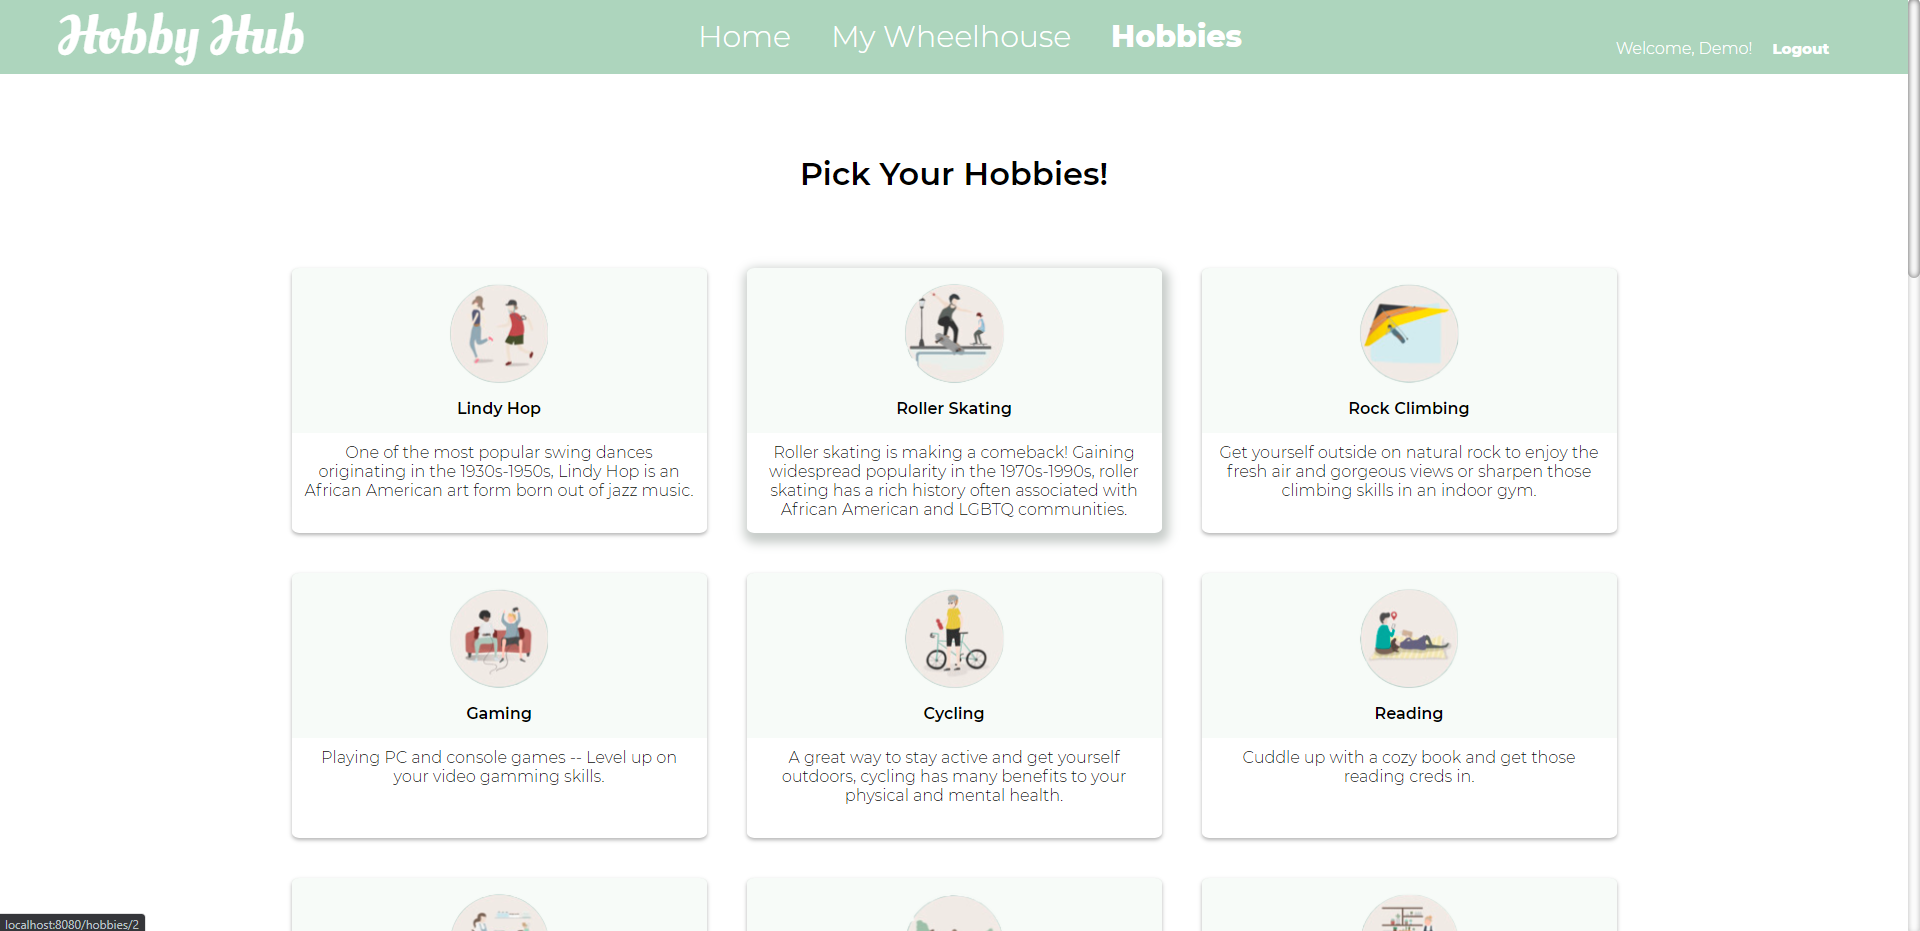 Hobby Hub
Home My Wheelhouse Hobbies
Welcome, Demo! Logout
Pick Your Hobbies!
Lindy Hop
One of the most popular swing dances
originating in the 1930s-1950s, Lindy Hop is an
African American art form born out of jazz music.
Roller Skating
Roller skating is making a comeback! Gaining
widespread popularity in the 1970s-1990s, roller
skating has a rich history often associated with
African American and LGBTQ communities.
Rock Climbing
Get yourself outside on natural rock to enjoy the
fresh air and gorgeous views or sharpen those
climbing skills in an indoor gym.
Gaming
Playing PC and console games -- Level up on
your video gamming skills.
Cycling
A great way to stay active and get yourself
outdoors, cycling has many benefits to your
physical and mental health.
Reading
Cuddle up with a cozy book and get those
reading creds in.
localhost:8080/hobbies/2